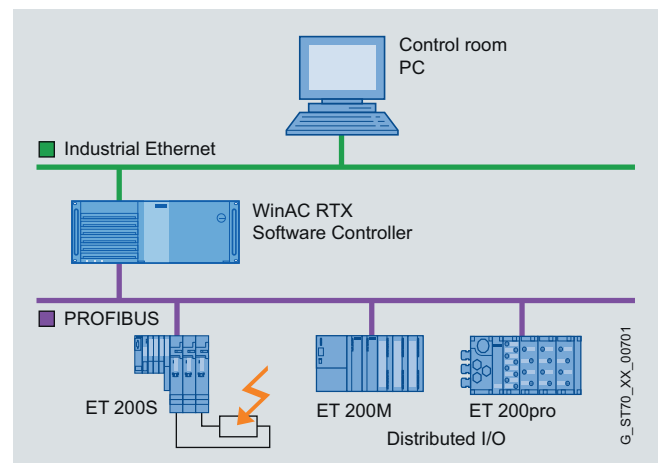 Control room
PC
Industrial Ethernet
WinAC RTX
Software Controller
PROFIBUS
ET 200S
ET 200M
ET 200pro
Distributed I/O
G_ST70_XX_00701